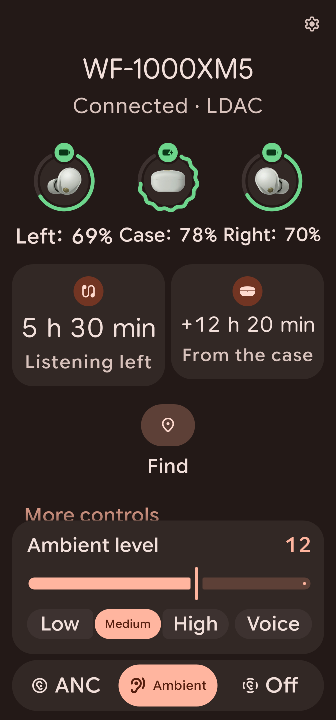 WF-1000XM5
Connected · LDAC
Left: 69% Case: 78% Right: 70%
5 h 30 min +12 h 20 min
Listening left From the case
Find
More controls
Ambient level 12
Low Medium High Voice
ANC Ambient Off